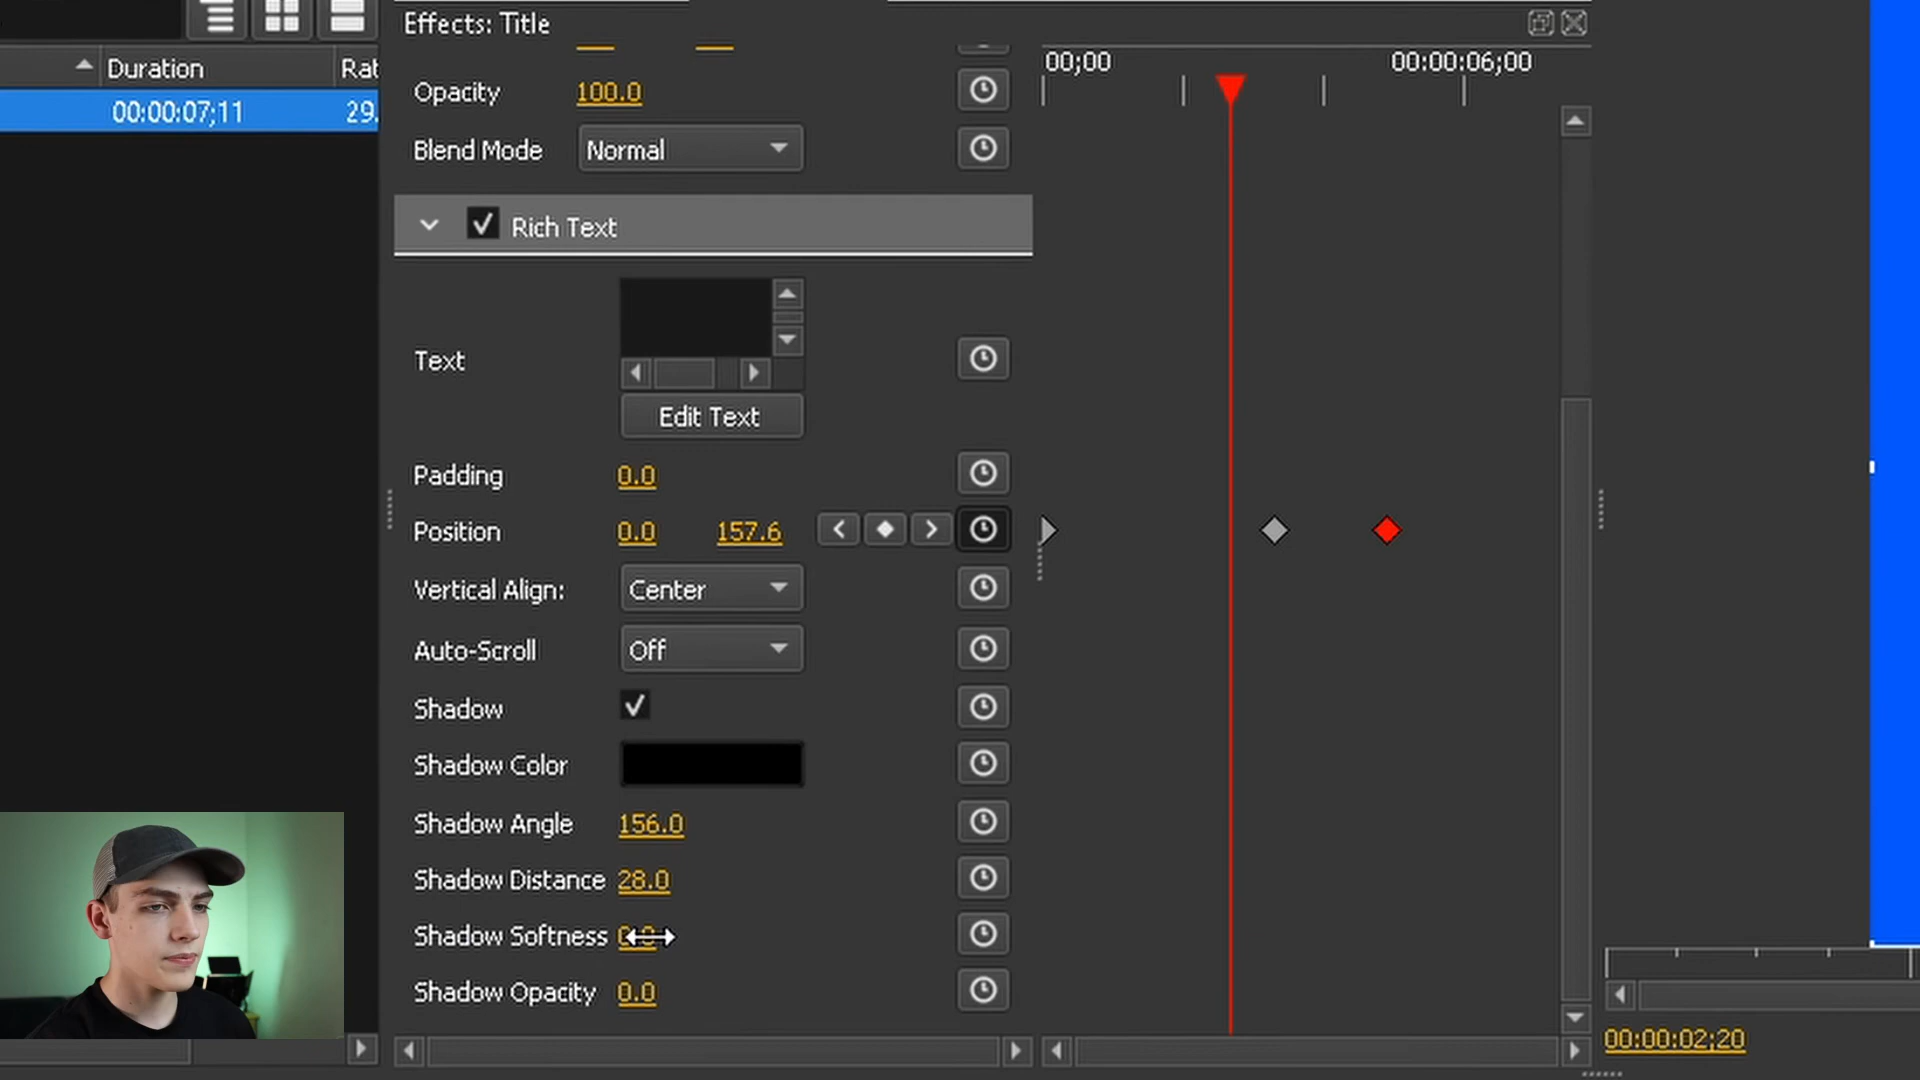 Effects: Title
Duration
Rat
00:00:07;11
29.
00;00
00:00:06;00
Opacity
100.0
Blend Mode
Normal
Rich Text
Text
Edit Text
Padding
0.0
Position
0.0
157.6
Vertical Align:
Center
Auto-Scroll
Off
Shadow
Shadow Color
Shadow Angle
156.0
Shadow Distance
28.0
Shadow Softness
Shadow Opacity
0.0
00:00:02;20